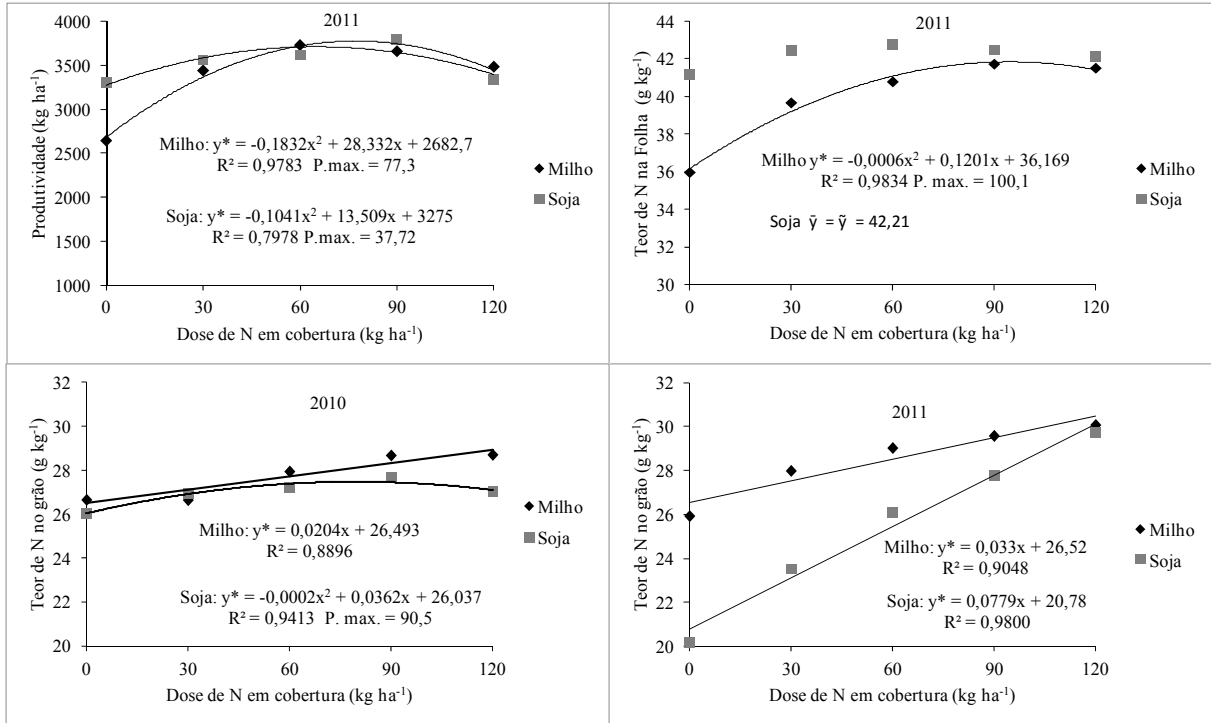 2011
Produtividade (kg ha⁻¹)
4000
3500
3000
2500
2000
1500
1000
Milho: y* = -0,1832x² + 28,332x + 2682,7
R² = 0,9783 P.max. = 77,3
Soja: y* = -0,1041x² + 13,509x + 3275
R² = 0,7978 P.max. = 37,72
Milho
Soja
0 30 60 90 120
Dose de N em cobertura (kg ha⁻¹)
2011
Teor de N na Folha (g kg⁻¹)
44
42
40
38
36
34
32
30
Milho y* = -0,0006x² + 0,1201x + 36,169
R² = 0,9834 P. max. = 100,1
Soja ȳ = ỹ = 42,21
Milho
Soja
0 30 60 90 120
Dose de N em cobertura (kg ha⁻¹)
2010
Teor de N no grão (g kg⁻¹)
32
30
28
26
24
22
20
Milho: y* = 0,0204x + 26,493
R² = 0,8896
Soja: y* = -0,0002x² + 0,0362x + 26,037
R² = 0,9413 P. max. = 90,5
Milho
Soja
0 30 60 90 120
Dose de N em cobertura (kg ha⁻¹)
2011
Teor de N no grão (g kg⁻¹)
32
30
28
26
24
22
20
Milho: y* = 0,033x + 26,52
R² = 0,9048
Soja: y* = 0,0779x + 20,78
R² = 0,9800
Milho
Soja
0 30 60 90 120
Dose de N em cobertura (kg ha⁻¹)